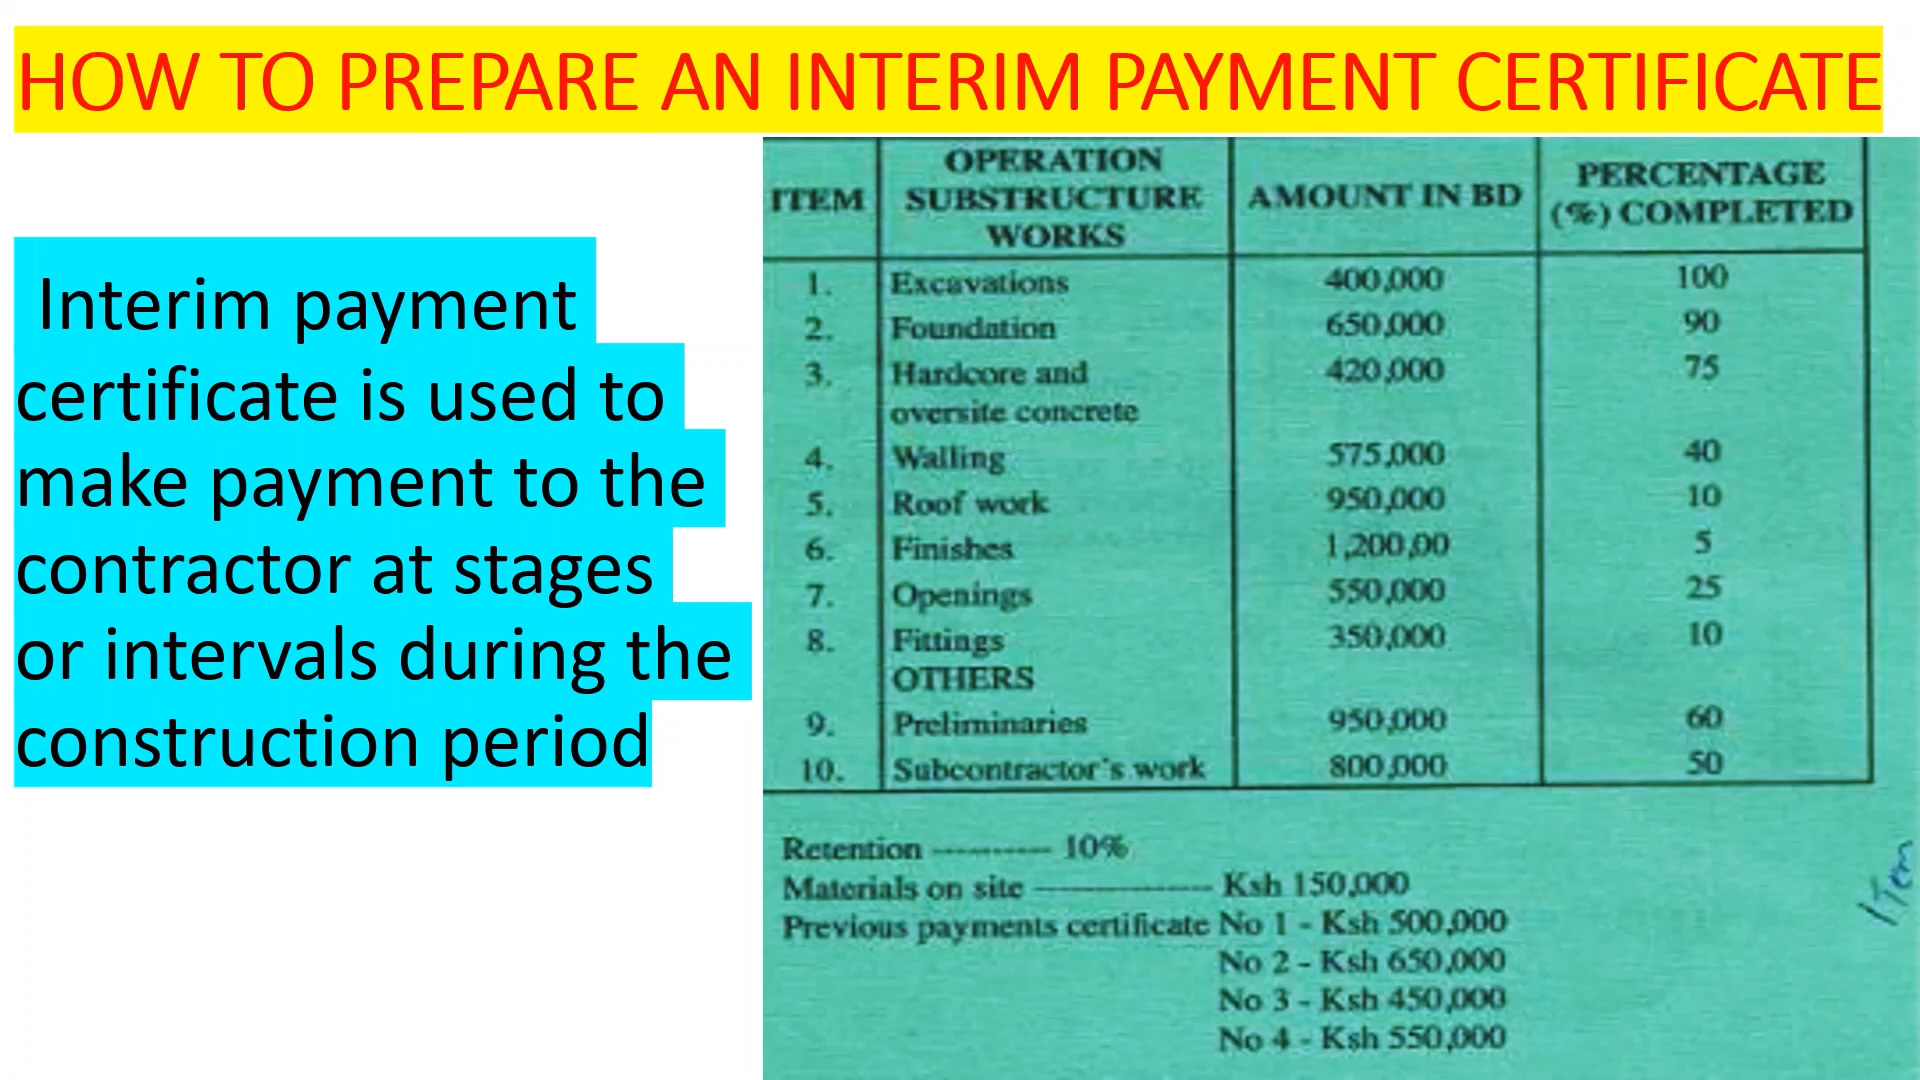 HOW TO PREPARE AN INTERIM PAYMENT CERTIFICATE
Interim payment
certificate is used to
make payment to the
contractor at stages
or intervals during the
construction period
ITEM OPERATION SUBSTRUCTURE WORKS AMOUNT IN BD PERCENTAGE (%) COMPLETED
1. Excavations 400,000 100
2. Foundation 650,000 90
3. Hardcore and 420,000 75
oversite concrete
4. Walling 575,000 40
5. Roof work 950,000 10
6. Finishes 1,200,00 5
7. Openings 550,000 25
8. Fittings 350,000 10
OTHERS
9. Preliminaries 950,000 60
10. Subcontractor's work 800,000 50
Retention ---------- 10%
Materials on site --------------- Ksh 150,000
Previous payments certificate No 1 - Ksh 500,000
No 2 - Ksh 650,000
No 3 - Ksh 450,000
No 4 - Ksh 550,000